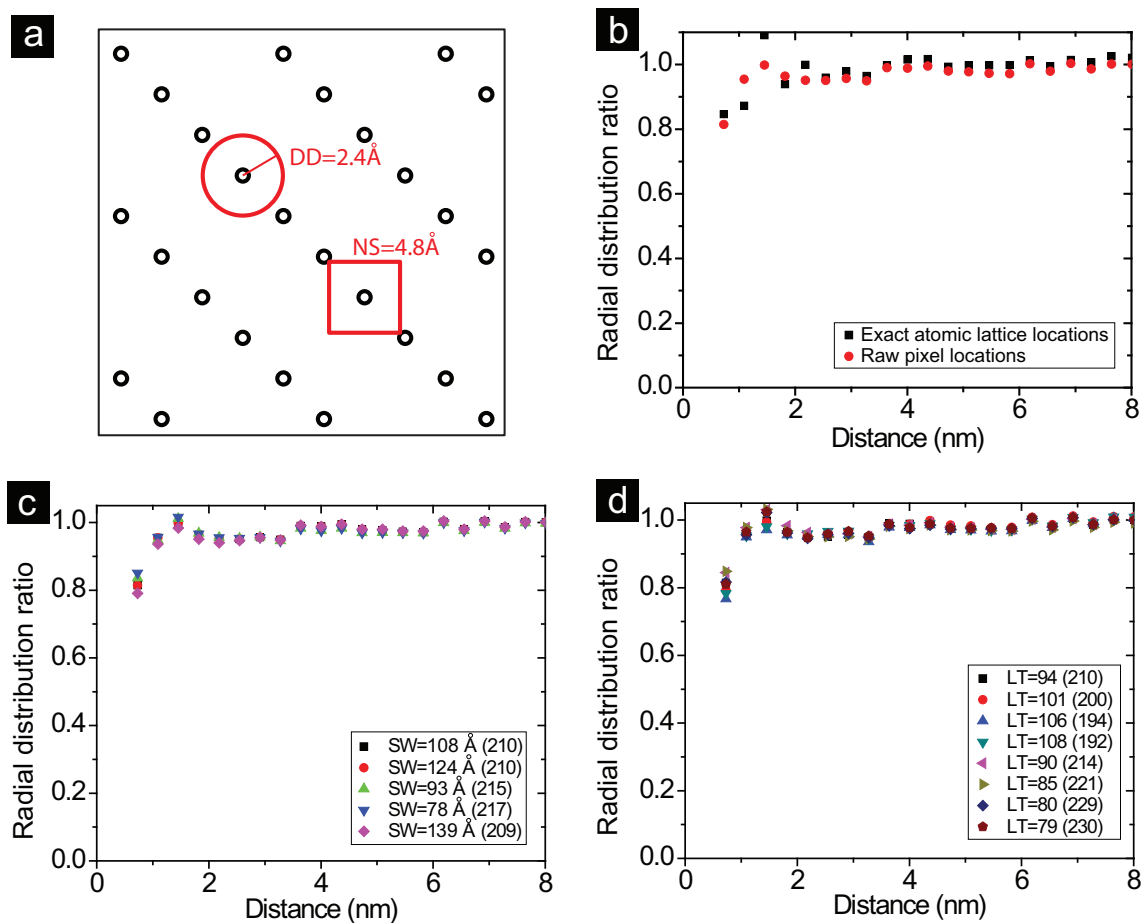 a
DD=2.4Å
NS=4.8Å
b
Radial distribution ratio
1.0
0.8
0.6
0.4
0.2
0.0
Exact atomic lattice locations
Raw pixel locations
0 2 4 6 8
Distance (nm)
c
Radial distribution ratio
1.0
0.8
0.6
0.4
0.2
0.0
SW=108 Å (210)
SW=124 Å (210)
SW=93 Å (215)
SW=78 Å (217)
SW=139 Å (209)
0 2 4 6 8
Distance (nm)
d
Radial distribution ratio
1.0
0.8
0.6
0.4
0.2
0.0
LT=94 (210)
LT=101 (200)
LT=106 (194)
LT=108 (192)
LT=90 (214)
LT=85 (221)
LT=80 (229)
LT=79 (230)
0 2 4 6 8
Distance (nm)